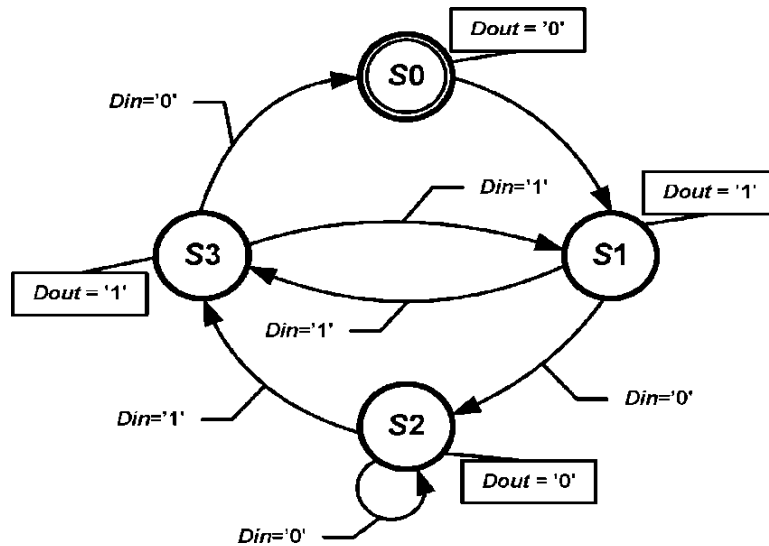 Dout = '0'
S0
Din='0'
Din='1'
Dout = '1'
S3
S1
Dout = '1'
Din='1'
Din='0'
Din='1'
S2
Dout = '0'
Din='0'